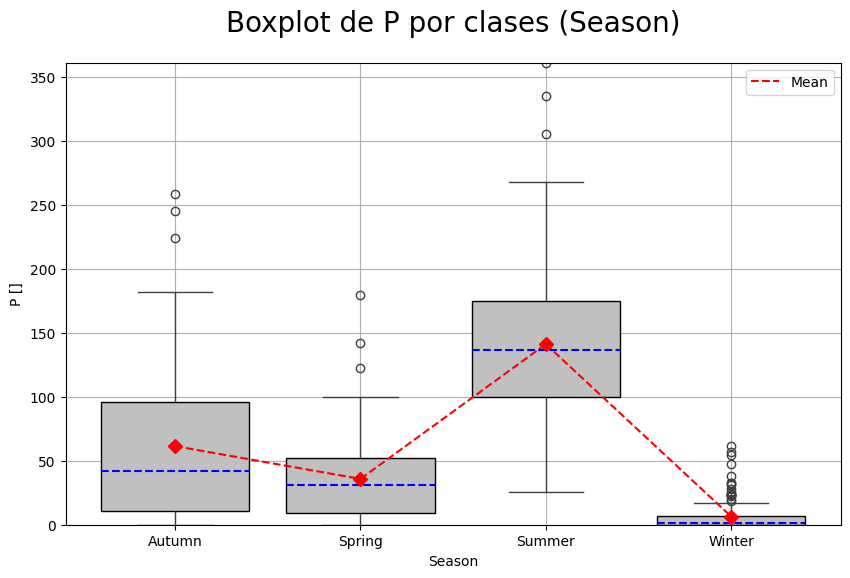 Boxplot de P por clases (Season)
Mean
350
300
250
200
150
100
50
0
P []
Autumn
Spring
Summer
Winter
Season